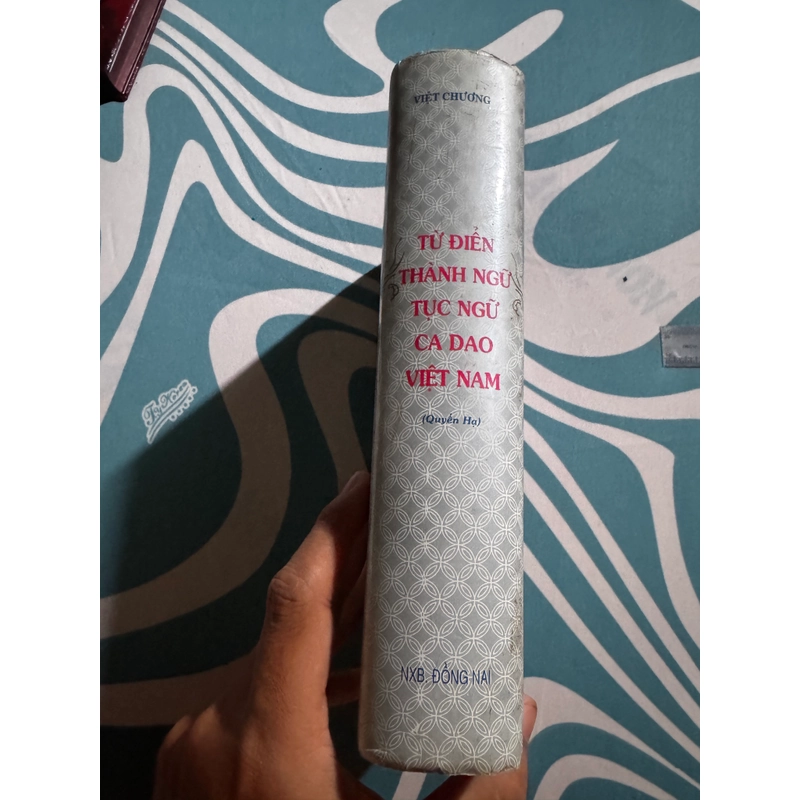 VIỆT CHƯƠNG
TỪ ĐIỂN
THÀNH NGỮ
TỤC NGỮ
CA DAO
VIỆT NAM
(Quyển Hạ)
NXB. ĐỒNG NAI